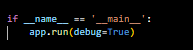 if __name__ == '__main__':
    app.run(debug=True)